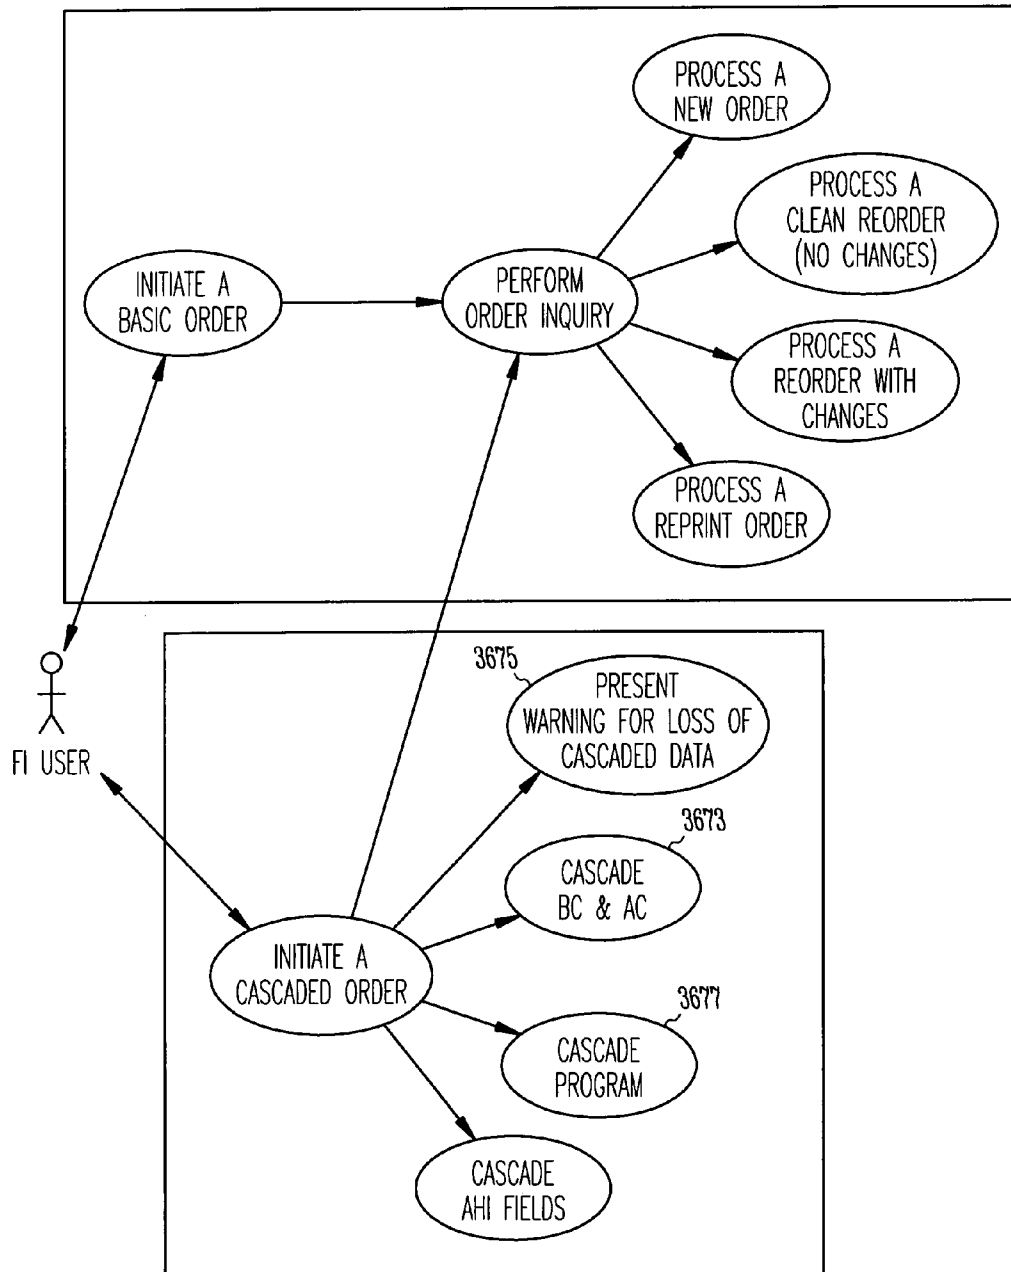 PROCESS A
NEW ORDER
PROCESS A
CLEAN REORDER
(NO CHANGES)
INITIATE A
BASIC ORDER
PERFORM
ORDER INQUIRY
PROCESS A
REORDER WITH
CHANGES
PROCESS A
REPRINT ORDER
FI USER
3675
PRESENT
WARNING FOR LOSS OF
CASCADED DATA
3673
CASCADE
BC & AC
INITIATE A
CASCADED ORDER
3677
CASCADE
PROGRAM
CASCADE
AHI FIELDS